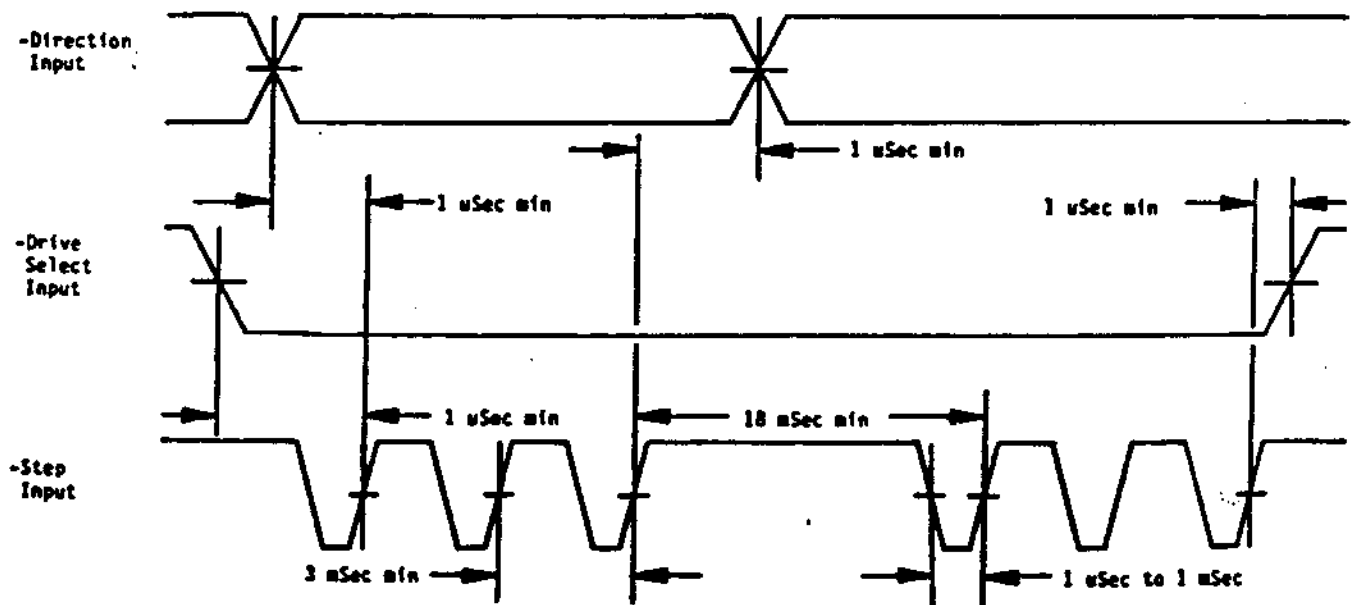 -Direction
Input
1 uSec min
1 uSec min
1 uSec min
-Drive
Select
Input
1 uSec min
18 mSec min
-Step
Input
3 mSec min
1 uSec to 1 mSec